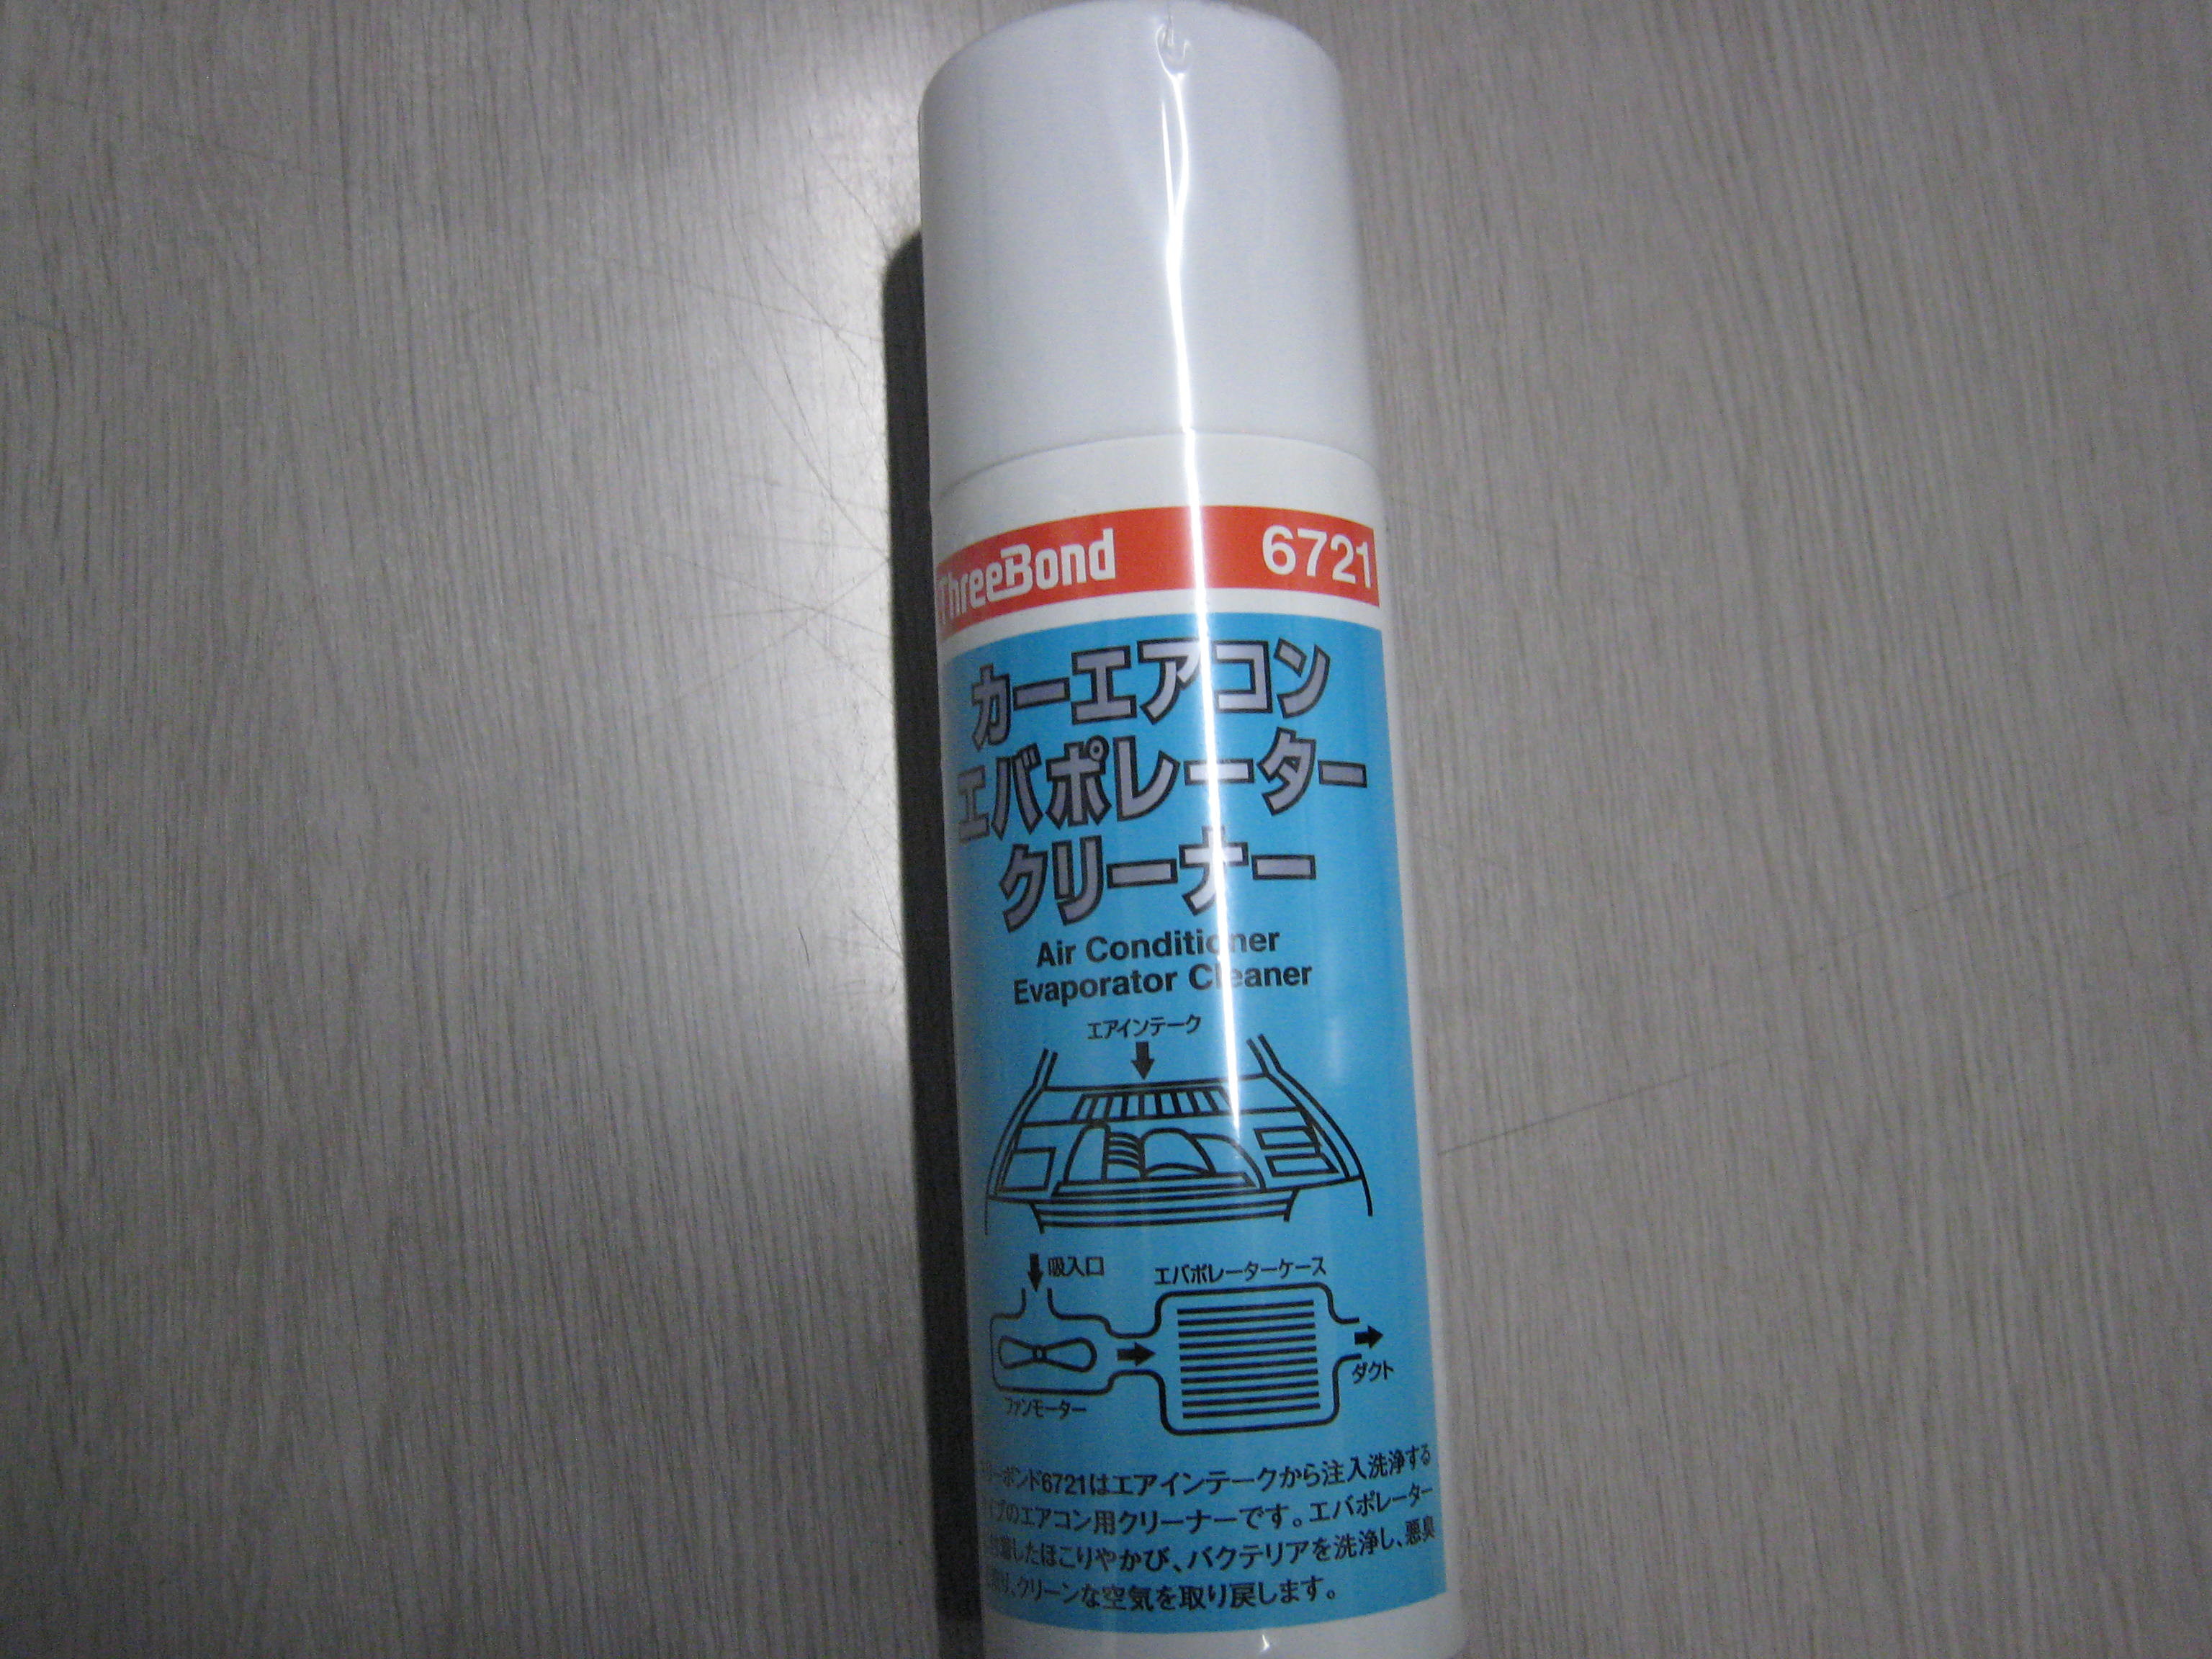 ThreeBond 6721
カーエアコン
エバポレーター
クリーナー
Air Conditioner
Evaporator Cleaner
エアインテーク
吸入口
エバポレーターケース
ダクト
ファンモーター
ーボンド6721はエアインテークから注入洗浄する
プのエアコン用クリーナーです。エバポレーター
したほこりやかび、バクテリアを洗浄し、悪臭
クリーンな空気を取り戻します。